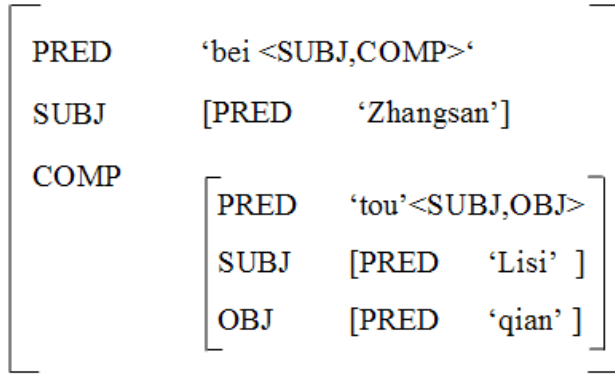 PRED ‘bei <SUBJ,COMP>‘
SUBJ [PRED ‘Zhangsan’]
COMP
PRED ‘tou’<SUBJ,OBJ>
SUBJ [PRED ‘Lisi’ ]
OBJ [PRED ‘qian’ ]